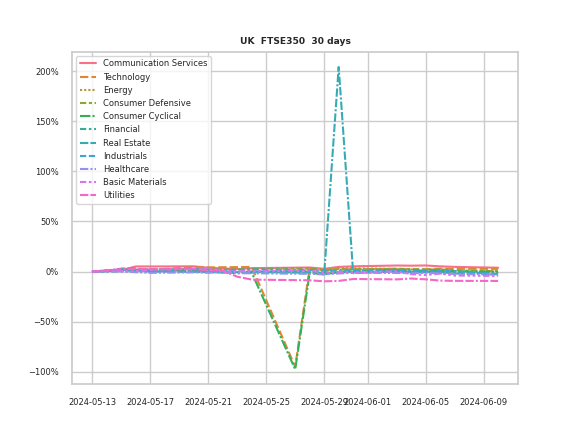 UK  FTSE350  30 days
200%
150%
100%
50%
0%
−50%
−100%
Communication Services
Technology
Energy
Consumer Defensive
Consumer Cyclical
Financial
Real Estate
Industrials
Healthcare
Basic Materials
Utilities
2024-05-13 2024-05-17 2024-05-21 2024-05-25 2024-05-29 2024-06-01 2024-06-05 2024-06-09